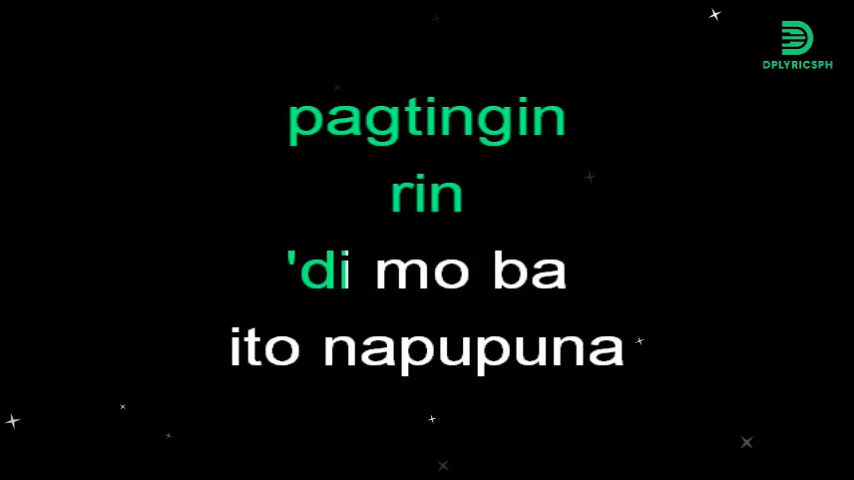 DPLYRICSPH
pagtingin
rin
'di mo ba
ito napupuna